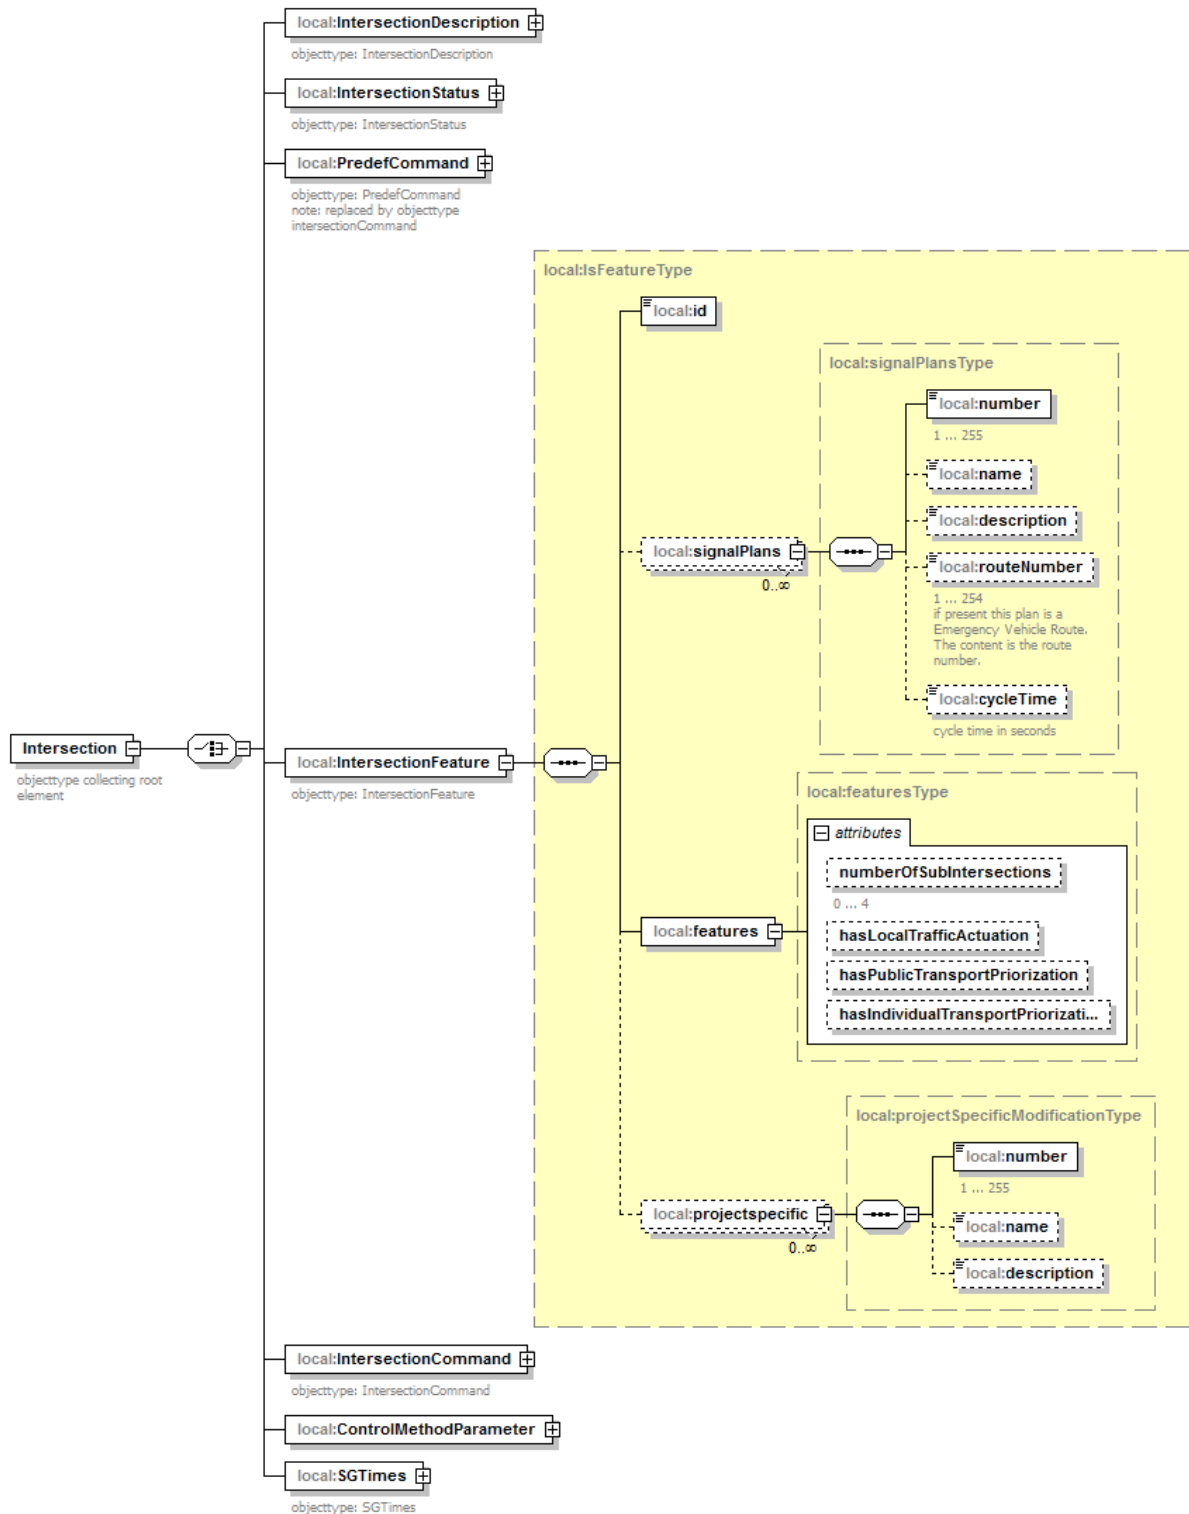 local:IntersectionDescription
objecttype: IntersectionDescription
local:IntersectionStatus
objecttype: IntersectionStatus
local:PredefCommand
objecttype: PredefCommand
note: replaced by objecttype
intersectionCommand
local:IsFeatureType
local:id
local:signalPlansType
local:number
1 ... 255
local:name
local:description
local:signalPlans
0..∞
local:routeNumber
1 ... 254
if present this plan is a
Emergency Vehicle Route.
The content is the route
number.
local:cycleTime
cycle time in seconds
Intersection
objecttype collecting root
element
local:IntersectionFeature
objecttype: IntersectionFeature
local:featuresType
attributes
numberOfSubIntersections
0 ... 4
local:features
hasLocalTrafficActuation
hasPublicTransportPriorization
hasIndividualTransportPriorizati...
local:projectSpecificModificationType
local:number
1 ... 255
local:projectspecific
0..∞
local:name
local:description
local:IntersectionCommand
objecttype: IntersectionCommand
local:ControlMethodParameter
local:SGTimes
objecttype: SGTimes